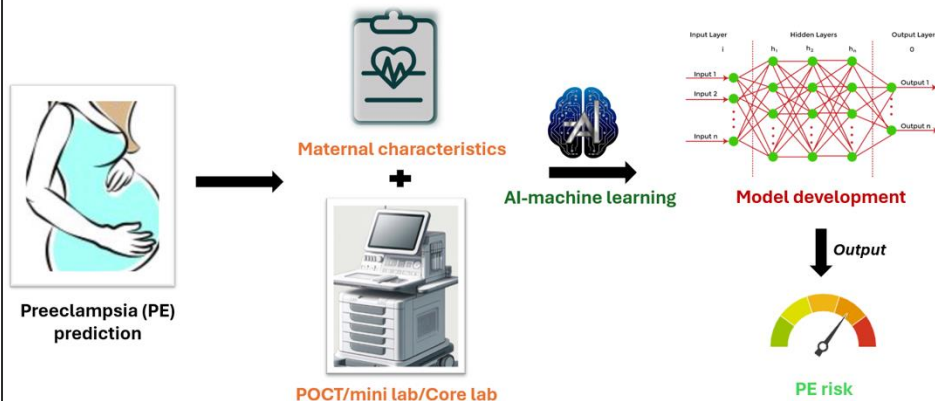 Preeclampsia (PE)
prediction
Maternal characteristics
+
POCT/mini lab/Core lab
AI
AI-machine learning
Input Layer
Hidden Layers
Output Layer
i
h₁
h₂
hₙ
O
Input 1
Input 2
Input n
Output 1
Output n
Model development
Output
PE risk